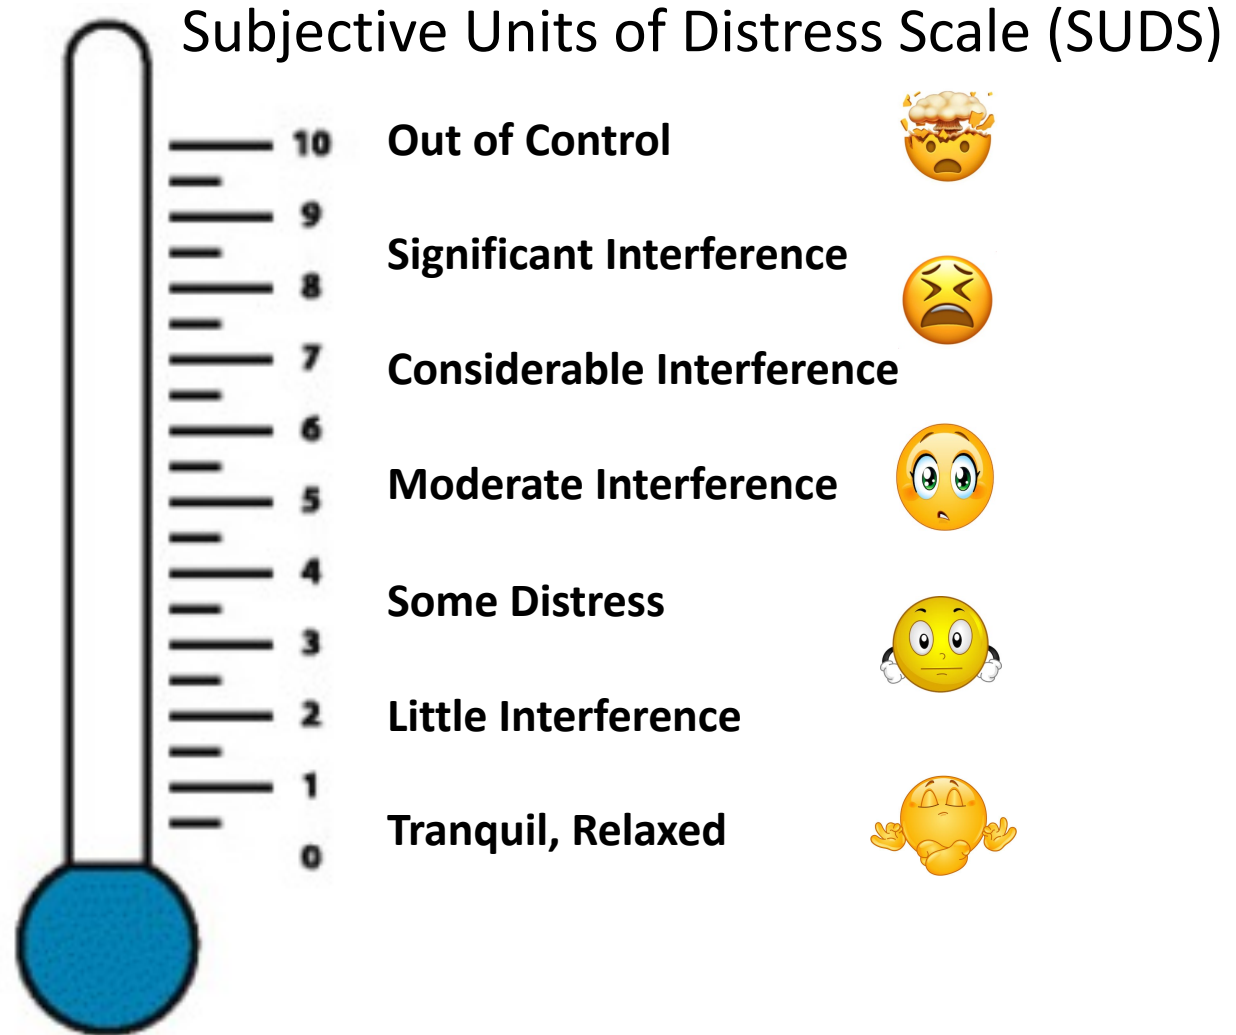 Subjective Units of Distress Scale (SUDS)
10 Out of Control
9
Significant Interference
8
7 Considerable Interference
6
Moderate Interference
5
4
Some Distress
3
2 Little Interference
1
Tranquil, Relaxed
0